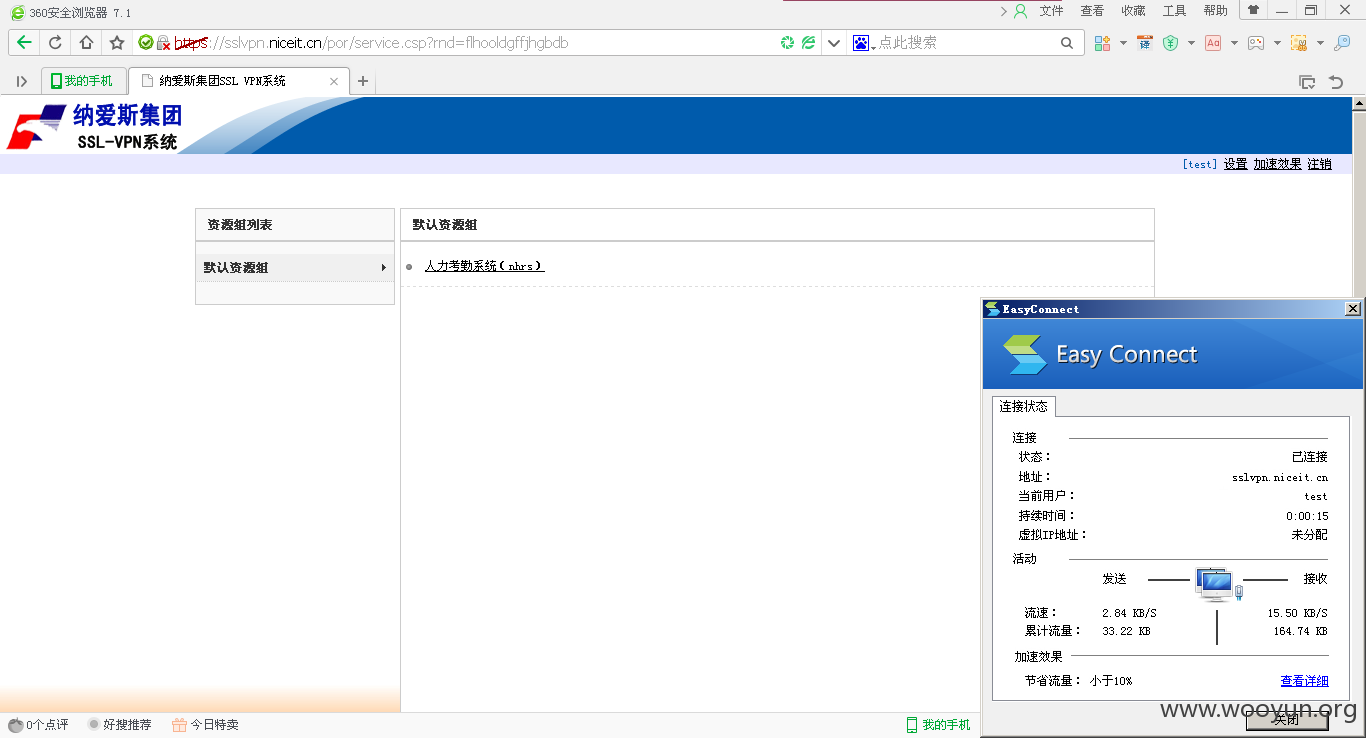 360安全浏览器 7.1
文件 查看 收藏 工具 帮助
https://sslvpn.niceit.cn/por/service.csp?rnd=flhooldgffjhgbdb
点此搜索
译
Aa
我的手机
纳爱斯集团SSL VPN系统
纳爱斯集团
SSL-VPN系统
[test] 设置 加速效果 注销
资源组列表
默认资源组
默认资源组
人力考勤系统(nhrs)
EasyConnect
Easy Connect
连接状态
连接
状态: 已连接
地址: sslvpn.niceit.cn
当前用户: test
持续时间: 0:00:15
虚拟IP地址: 未分配
活动
发送 接收
流速: 2.84 KB/S 15.50 KB/S
累计流量: 33.22 KB 164.74 KB
加速效果
节省流量: 小于10% 查看详细
关闭
www.wooyun.org
0个点评 好搜推荐 今日特卖 我的手机